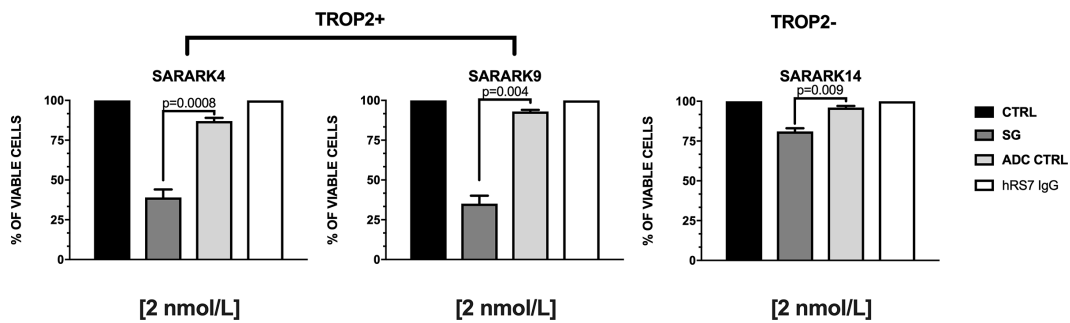 TROP2+
TROP2-
SARARK4
p=0.0008
% OF VIABLE CELLS
100
75
50
25
0
[2 nmol/L]
SARARK9
p=0.004
% OF VIABLE CELLS
100
75
50
25
0
[2 nmol/L]
SARARK14
p=0.009
% OF VIABLE CELLS
100
75
50
25
0
[2 nmol/L]
CTRL
SG
ADC CTRL
hRS7 IgG